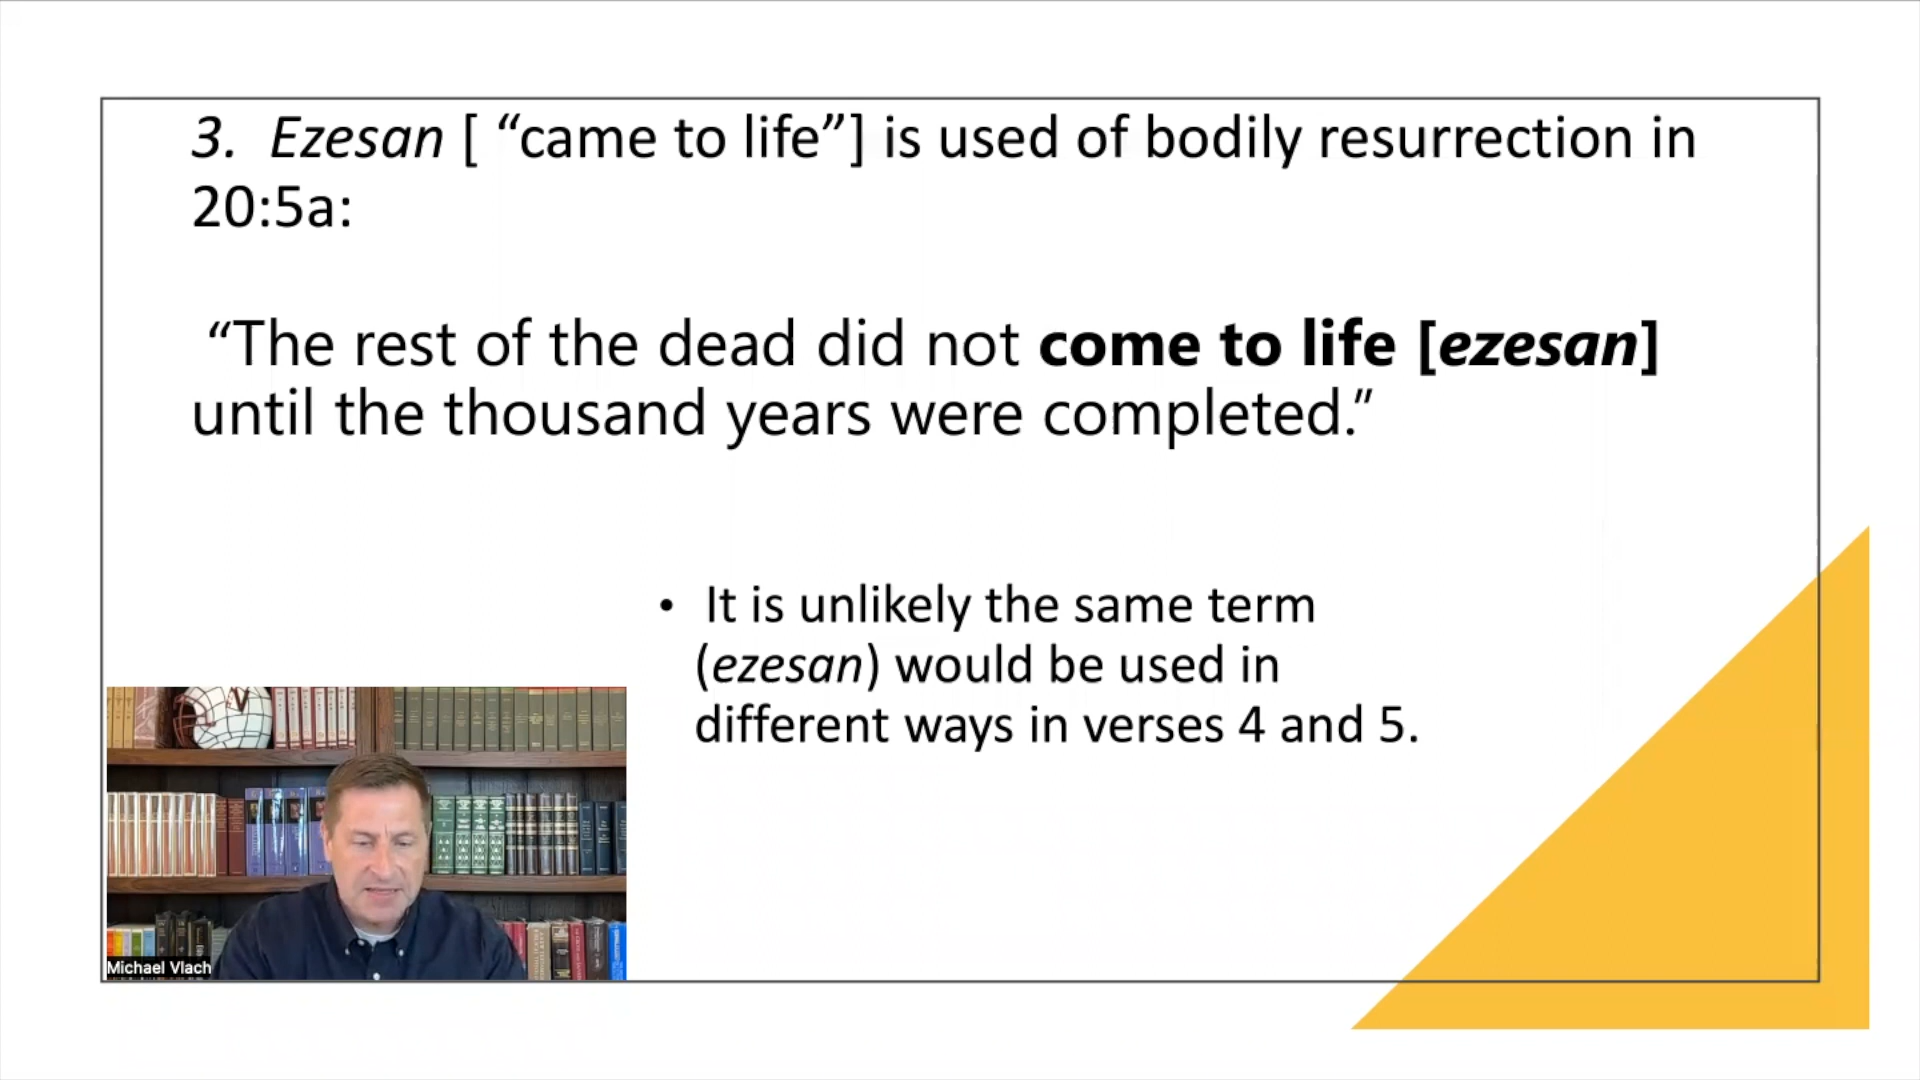 3. Ezesan [ “came to life”] is used of bodily resurrection in
20:5a:
“The rest of the dead did not come to life [ezesan]
until the thousand years were completed.”
• It is unlikely the same term
(ezesan) would be used in
different ways in verses 4 and 5.
V
Michael Vlach